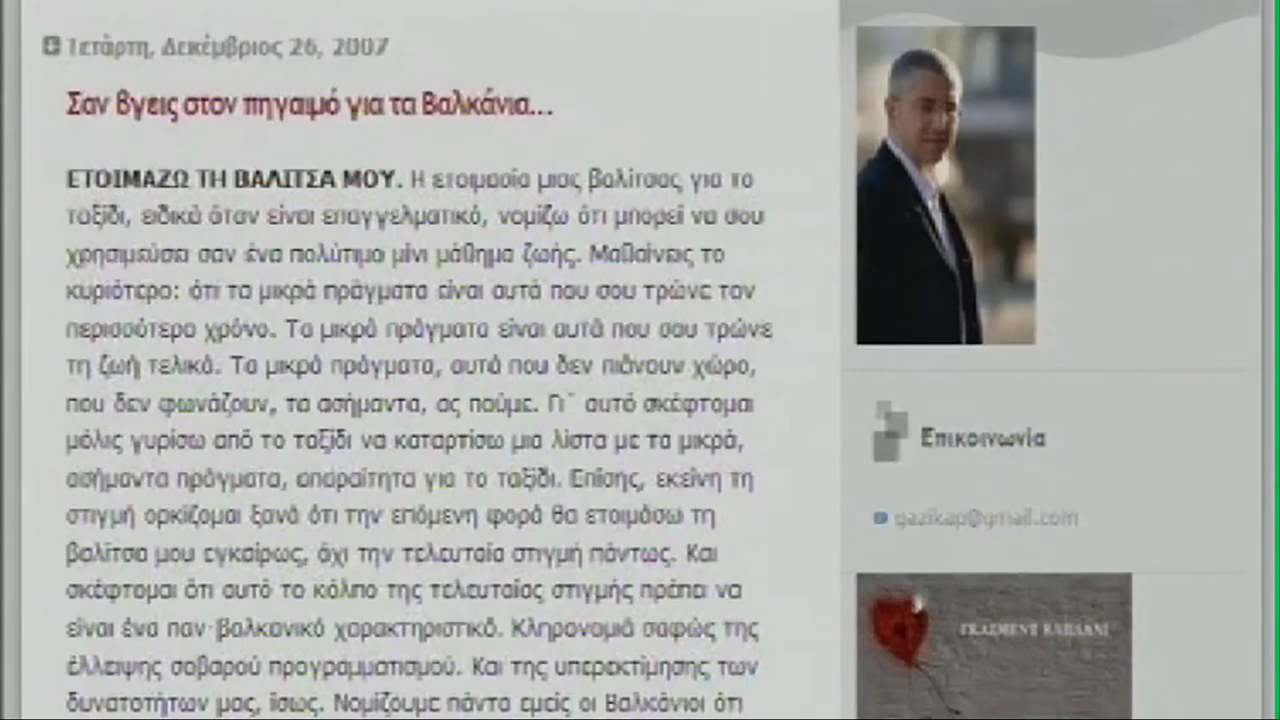 Τετάρτη, Δεκέμβριος 26, 2007
Σαν βγεις στον πηγαιμό για τα Βαλκάνια...
ΕΤΟΙΜΑΖΩ ΤΗ ΒΑΛΙΤΣΑ ΜΟΥ. Η ετοιμασία μιας βαλίτσας για το
ταξίδι, ειδικά όταν είναι επαγγελματικό, νομίζω ότι μπορεί να σου
χρησιμεύσει σαν ένα πολύτιμο μίνι μάθημα ζωής. Μαθαίνεις το
κυριότερο: ότι τα μικρά πράγματα είναι αυτά που σου τρώνε τον
περισσότερο χρόνο. Τα μικρά πράγματα είναι αυτά που σου τρώνε
τη ζωή τελικά. Τα μικρά πράγματα, αυτά που δεν πιάνουν χώρο,
που δεν φωνάζουν, τα ασήμαντα, ας πούμε. Γι΄ αυτό σκέφτομαι
μόλις γυρίσω από το ταξίδι να καταρτίσω μια λίστα με τα μικρά,
ασήμαντα πράγματα, απαραίτητα για το ταξίδι. Επίσης, εκείνη τη
στιγμή ορκίζομαι ξανά ότι την επόμενη φορά θα ετοιμάσω τη
βαλίτσα μου εγκαίρως, όχι την τελευταία στιγμή πάντως. Και
σκέφτομαι ότι αυτό το κόλπο της τελευταίας στιγμής πρέπει να
είναι ένα παν-βαλκανικό χαρακτηριστικό. Κληρονομιά σαφώς της
έλλειψης σοβαρού προγραμματισμού. Και της υπερεκτίμησης των
δυνατοτήτων μας, ίσως. Νομίζουμε πάντα εμείς οι Βαλκάνιοι ότι
Επικοινωνία
gazikap@gmail.com
ΓΚΑΖΜΕΝΤ ΚΑΠΛΑΝΙ